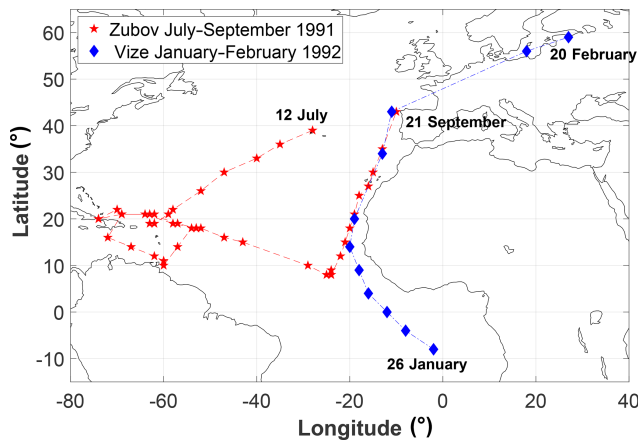 Zubov July-September 1991
Vize January-February 1992
12 July
20 February
21 September
26 January
60
50
40
30
20
10
0
-10
-80 -60 -40 -20 0 20 40
Latitude (°)
Longitude (°)